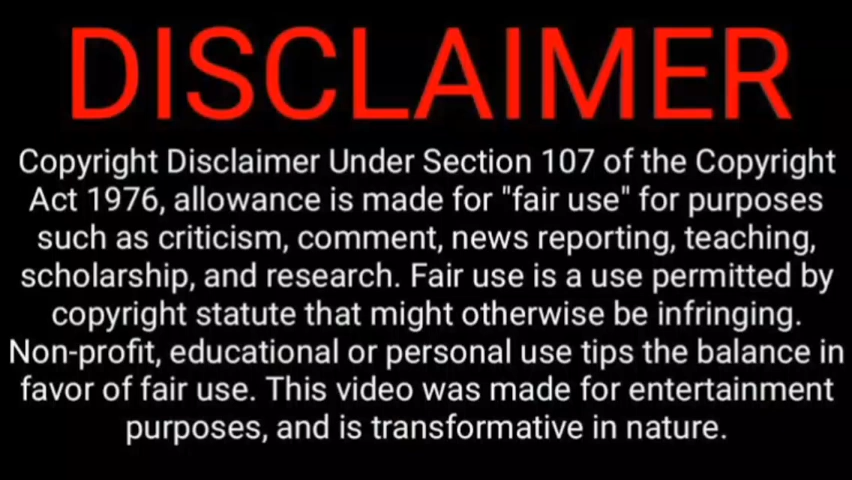 DISCLAIMER
Copyright Disclaimer Under Section 107 of the Copyright
Act 1976, allowance is made for "fair use" for purposes
such as criticism, comment, news reporting, teaching,
scholarship, and research. Fair use is a use permitted by
copyright statute that might otherwise be infringing.
Non-profit, educational or personal use tips the balance in
favor of fair use. This video was made for entertainment
purposes, and is transformative in nature.